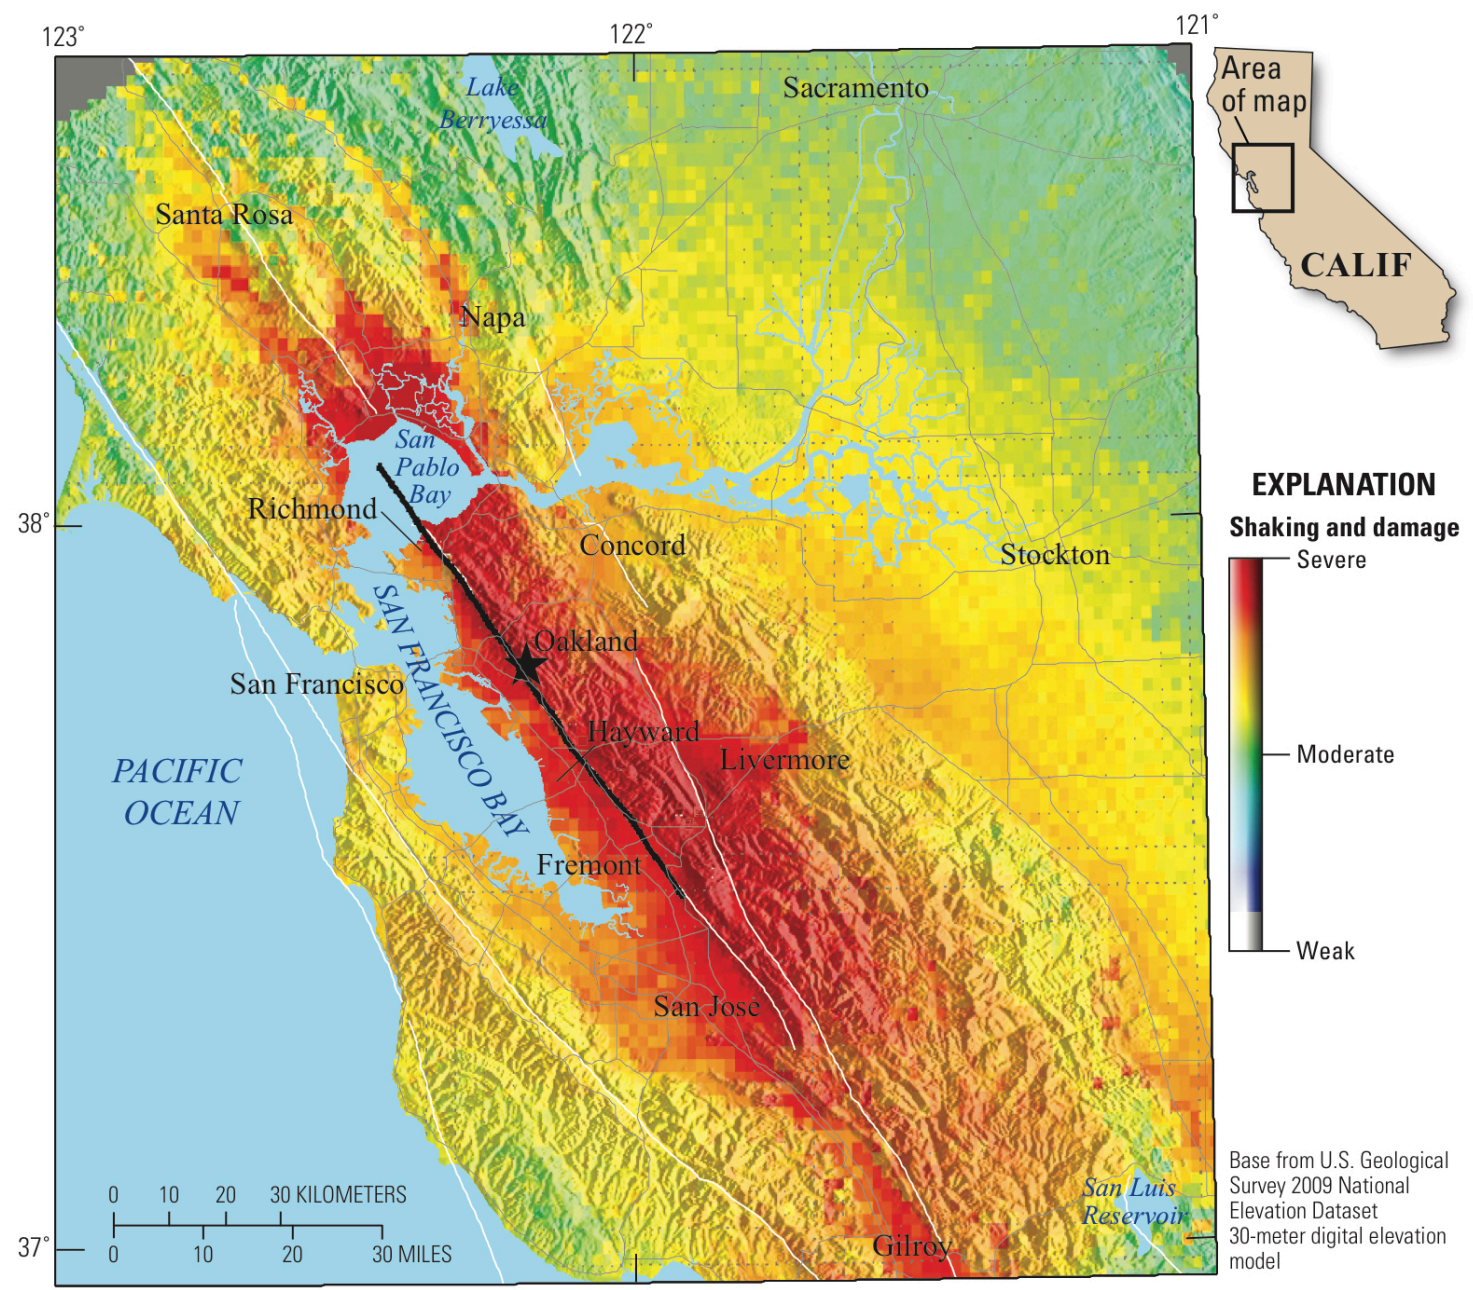 123°
122°
121°
Lake
Berryessa
Sacramento
Area
of map
CALIF
Santa Rosa
Napa
San
Pablo
Bay
Richmond
38°
Concord
Stockton
EXPLANATION
Shaking and damage
Severe
Moderate
Weak
SAN FRANCISCO BAY
Oakland
San Francisco
Hayward
Livermore
PACIFIC
OCEAN
Fremont
San Jose
0 10 20 30 KILOMETERS
0 10 20 30 MILES
37°
San Luis
Reservoir
Gilroy
Base from U.S. Geological
Survey 2009 National
Elevation Dataset
30-meter digital elevation
model